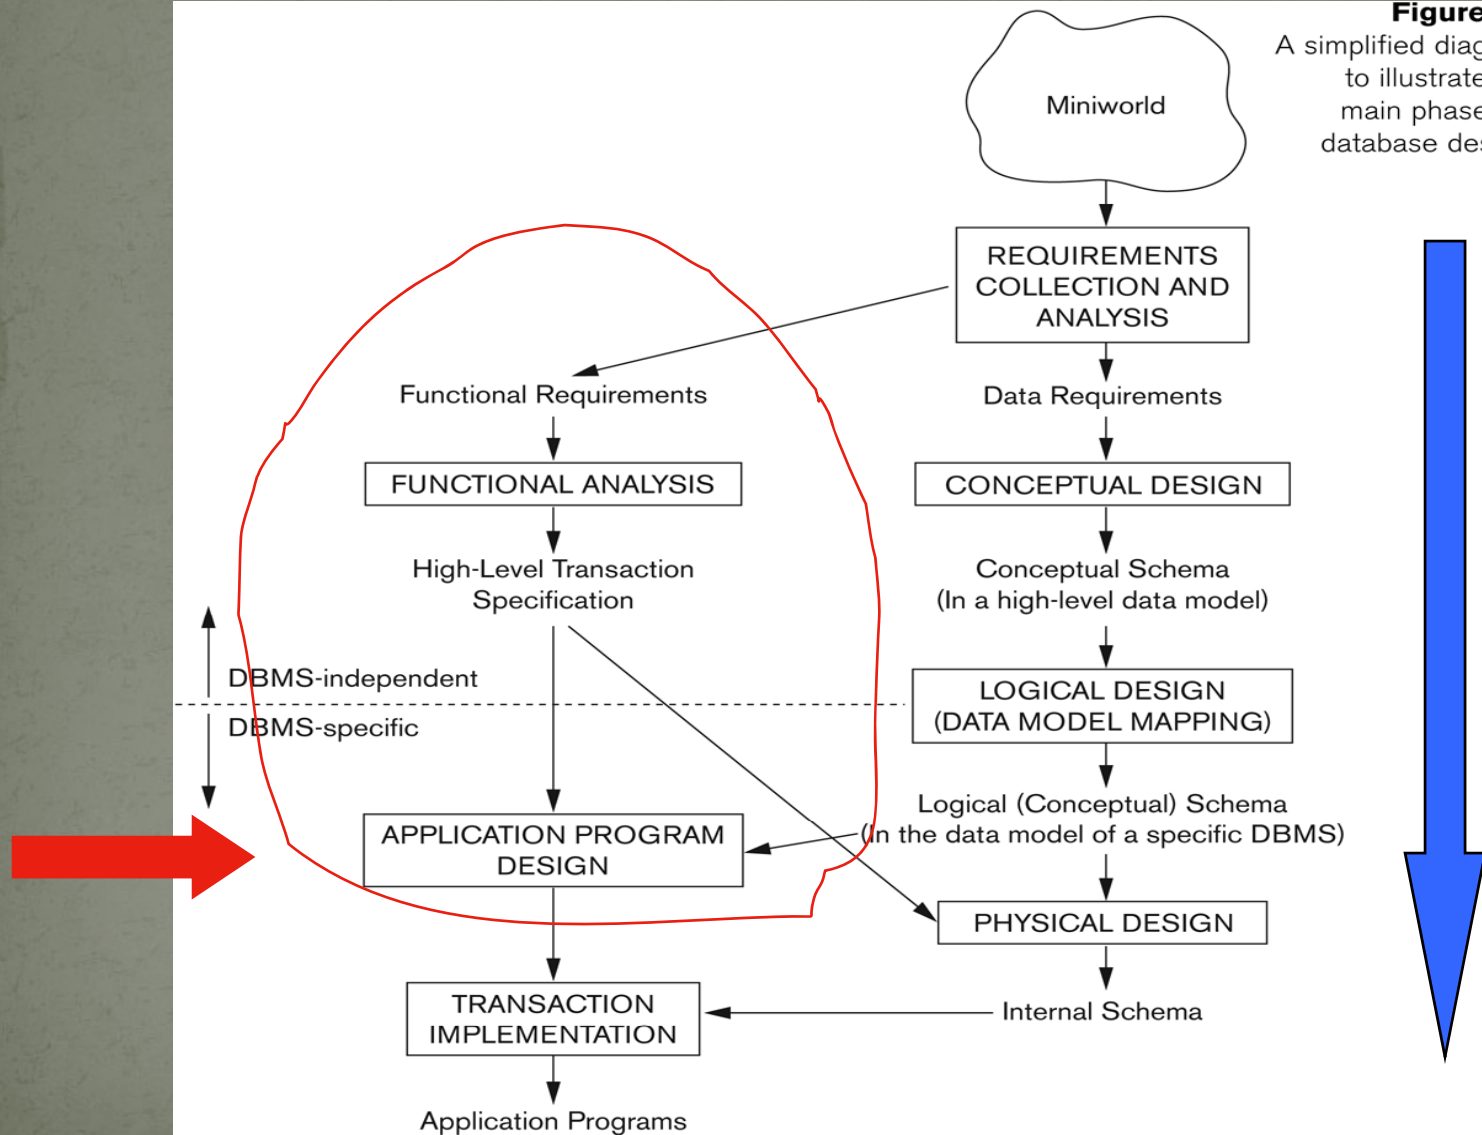 Figure
A simplified diag
to illustrate
main phase
database des
Miniworld
REQUIREMENTS
COLLECTION AND
ANALYSIS
Functional Requirements
Data Requirements
FUNCTIONAL ANALYSIS
CONCEPTUAL DESIGN
High-Level Transaction
Specification
Conceptual Schema
(In a high-level data model)
DBMS-independent
DBMS-specific
LOGICAL DESIGN
(DATA MODEL MAPPING)
Logical (Conceptual) Schema
(In the data model of a specific DBMS)
APPLICATION PROGRAM
DESIGN
PHYSICAL DESIGN
TRANSACTION
IMPLEMENTATION
Internal Schema
Application Programs